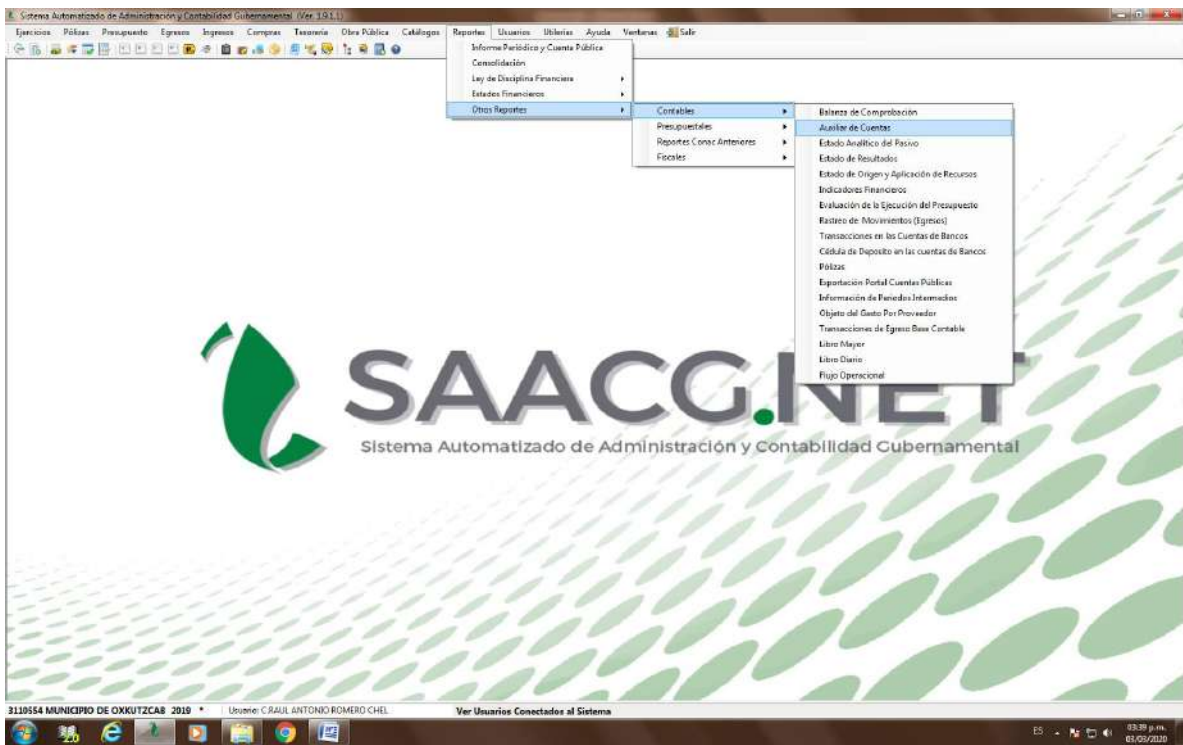 Sistema Automatizado de Administración y Contabilidad Gubernamental (Ver. 1.9.1.1)
Ejercicios Pólizas Presupuesto Egresos Ingresos Compras Tesorería Obra Pública Catálogos Reportes Usuarios Utilerías Ayuda Ventanas Salir
Informe Periódico y Cuenta Pública
Consolidación
Ley de Disciplina Financiera
Estados Financieros
Otros Reportes
Contables
Presupuestales
Reportes Conac Anteriores
Fiscales
Balanza de Comprobación
Auxiliar de Cuentas
Estado Analítico del Pasivo
Estado de Resultados
Estado de Origen y Aplicación de Recursos
Indicadores Financieros
Evaluación de la Ejecución del Presupuesto
Rastreo de Movimientos (Egresos)
Transacciones en las Cuentas de Bancos
Cédula de Deposito en las cuentas de Bancos
Pólizas
Exportación Portal Cuentas Públicas
Información de Periodos Intermedios
Objeto del Gasto Por Proveedor
Transacciones de Egreso Base Contable
Libro Mayor
Libro Diario
Flujo Operacional
SAACG.NET
Sistema Automatizado de Administración y Contabilidad Gubernamental
3110554 MUNICIPIO DE OXKUTZCAB 2019 * Usuario: C.RAUL ANTONIO ROMERO CHEL Ver Usuarios Conectados al Sistema
ES 03:39 p.m.
03/03/2020